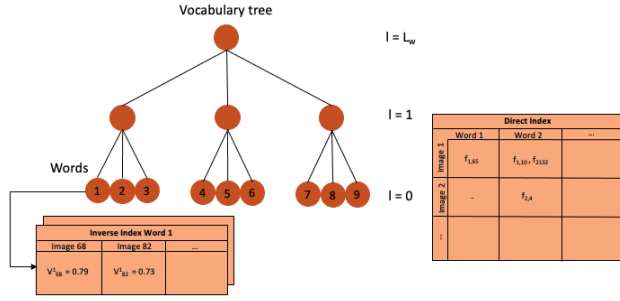 Vocabulary tree
l = Lw
l = 1
Words
1 2 3 4 5 6 7 8 9
l = 0
Inverse Index Word 1
Image 68 Image 82 ...
V¹68 = 0.79 V¹82 = 0.73
Direct Index
Word 1 Word 2 ...
Image 1 f1,65 f1,10, f2132
Image 2 - f2,4
...